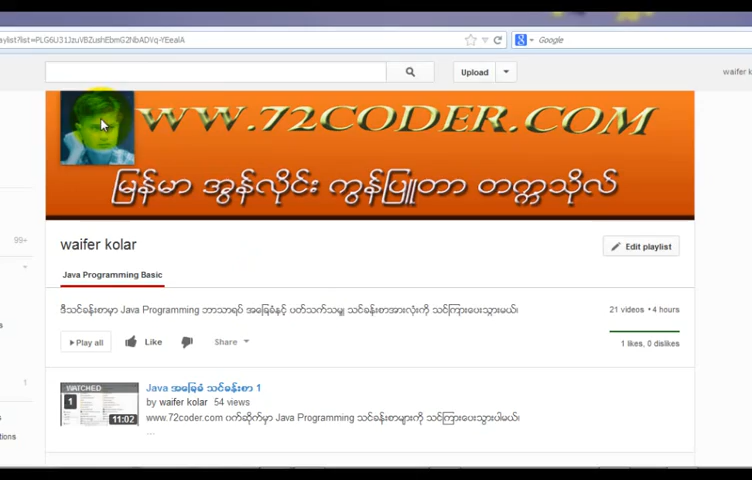 aylist?list=PLG6U31JzuVBZushEbmG2NbADVq-YEealA
Google
Upload
waifer k
WWW.72CODER.COM
မြန်မာ အွန်လိုင်း ကွန်ပြူတာ တက္ကသိုလ်
waifer kolar
Edit playlist
99+
Java Programming Basic
ဒီသင်ခန်းစာမှာ Java Programming ဘာသာရပ် အခြေခံနှင့် ပတ်သက်သမျှ သင်ခန်းစာအားလုံးကို သင်ကြားပေးသွားမယ်။
21 videos • 4 hours
Play all
Like
Share
1 likes, 0 dislikes
WATCHED
1
11:02
Java အခြေခံ သင်ခန်းစာ 1
by waifer kolar 54 views
www.72coder.com ဝက်ဆိုက်မှာ Java Programming သင်ခန်းစာများကို သင်ကြားပေးသွားပါမယ်။
...
1
s
otions